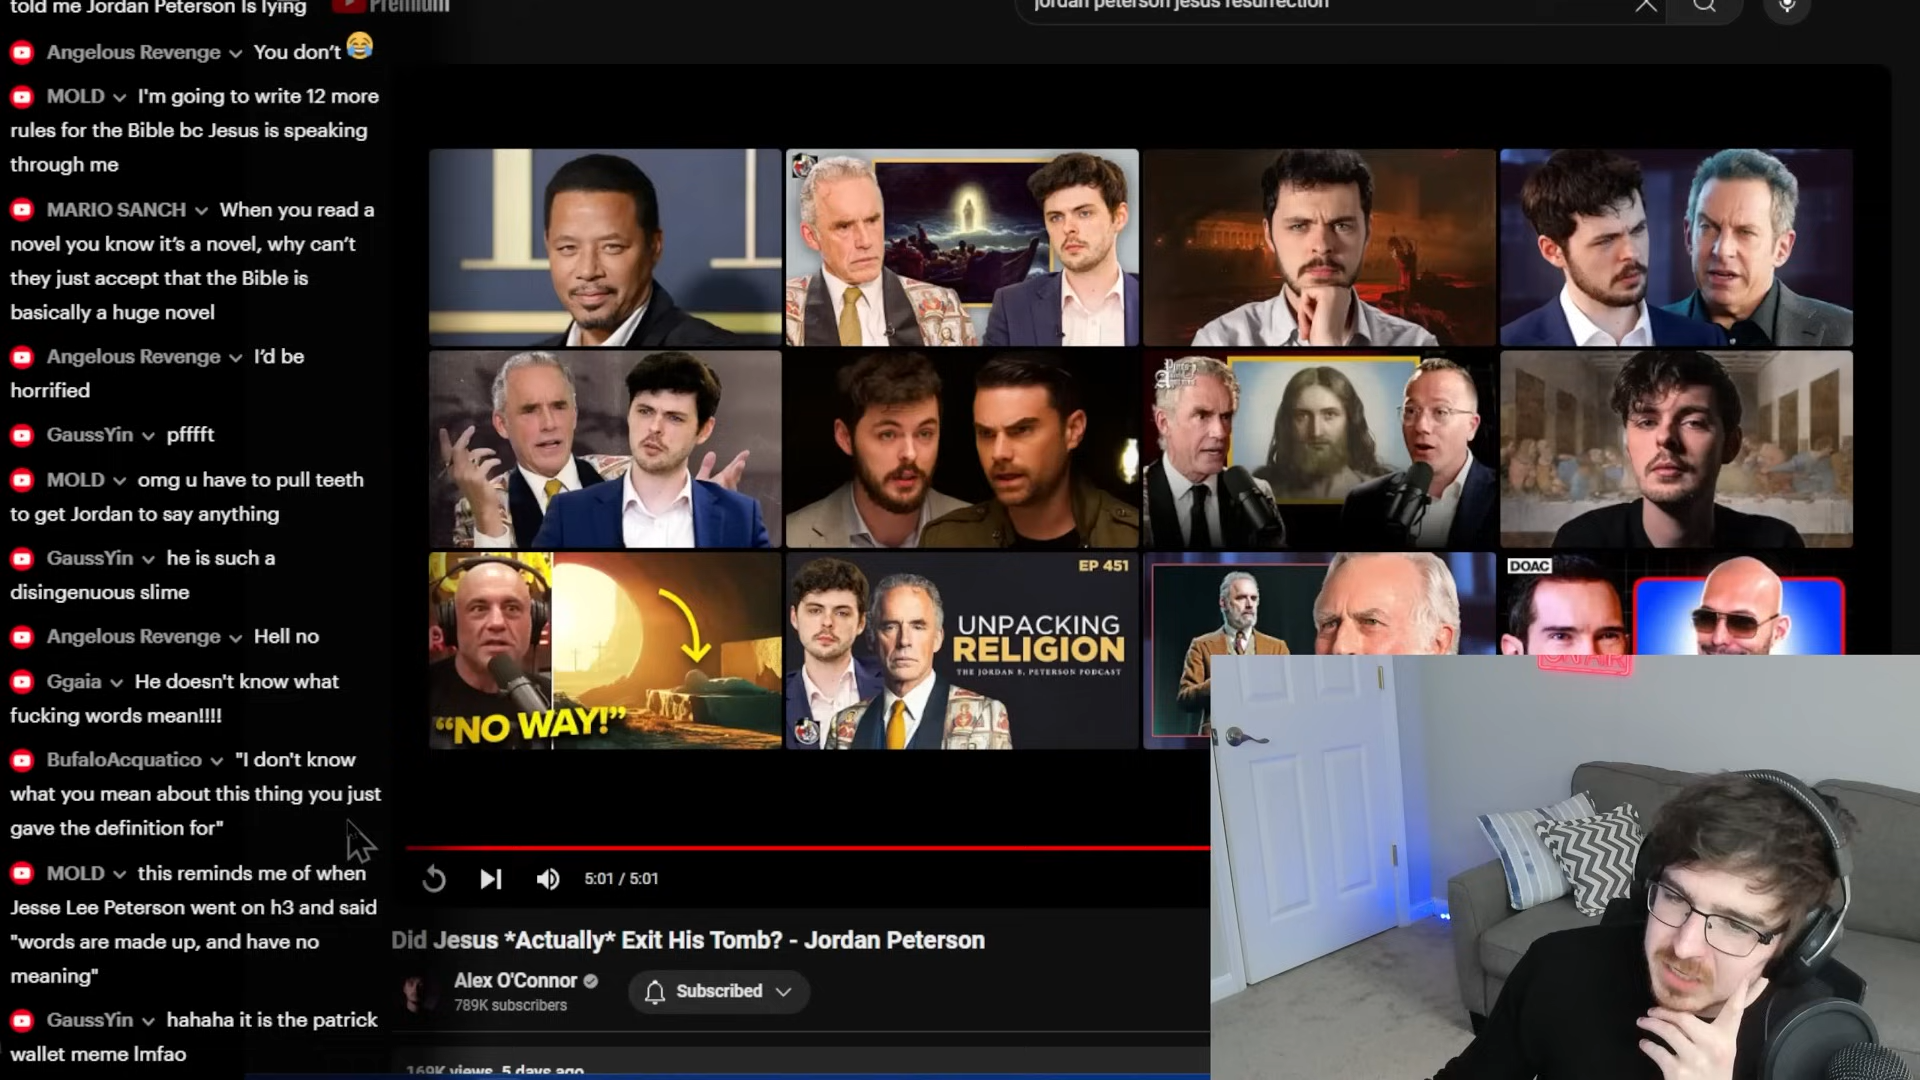 told me Jordan Peterson Is lying
Premium
jordan peterson jesus resurrection
Angelous Revenge You don't 😂
MOLD I'm going to write 12 more
rules for the Bible bc Jesus is speaking
through me
MARIO SANCH When you read a
novel you know it's a novel, why can't
they just accept that the Bible is
basically a huge novel
Angelous Revenge I'd be
horrified
GaussYin pfffft
MOLD omg u have to pull teeth
to get Jordan to say anything
GaussYin he is such a
disingenuous slime
Angelous Revenge Hell no
Ggaia He doesn't know what
fucking words mean!!!!
BufaloAcquatico "I don't know
what you mean about this thing you just
gave the definition for"
MOLD this reminds me of when
Jesse Lee Peterson went on h3 and said
"words are made up, and have no
meaning"
GaussYin hahaha it is the patrick
wallet meme lmfao
"NO WAY!"
EP 451
UNPACKING
RELIGION
THE JORDAN B. PETERSON PODCAST
DOAC
5:01 / 5:01
Did Jesus *Actually* Exit His Tomb? - Jordan Peterson
Alex O'Connor
789K subscribers
Subscribed
169K views 5 days ago